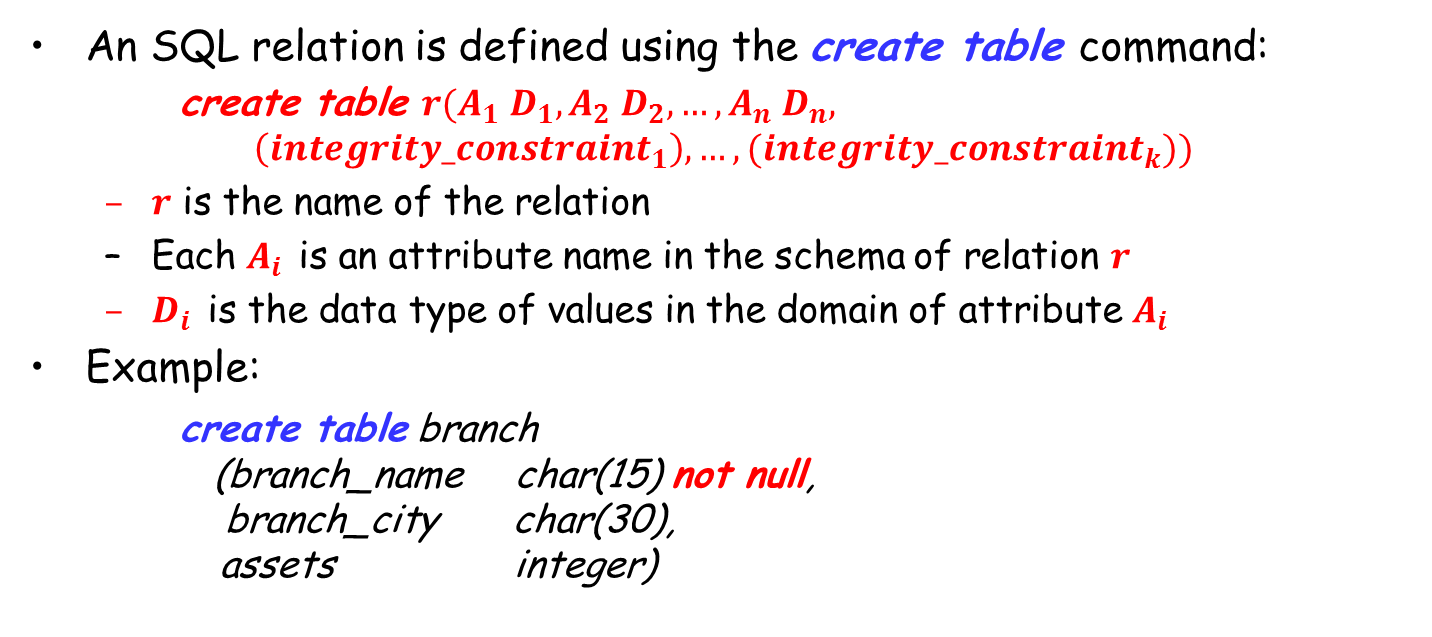 • An SQL relation is defined using the create table command:
create table r(A₁ D₁, A₂ D₂, … , Aₙ Dₙ,
(integrity_constraint₁), … , (integrity_constraintₖ))
– r is the name of the relation
– Each Aᵢ is an attribute name in the schema of relation r
– Dᵢ is the data type of values in the domain of attribute Aᵢ
• Example:
create table branch
(branch_name char(15) not null,
branch_city char(30),
assets integer)